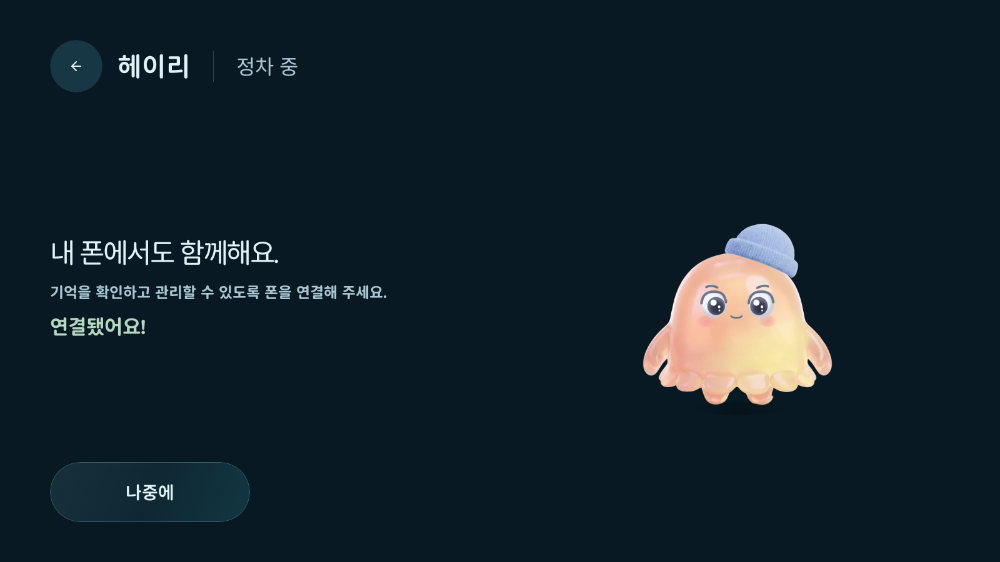 헤이리
정차 중
내 폰에서도 함께해요.
기억을 확인하고 관리할 수 있도록 폰을 연결해 주세요.
연결됐어요!
나중에